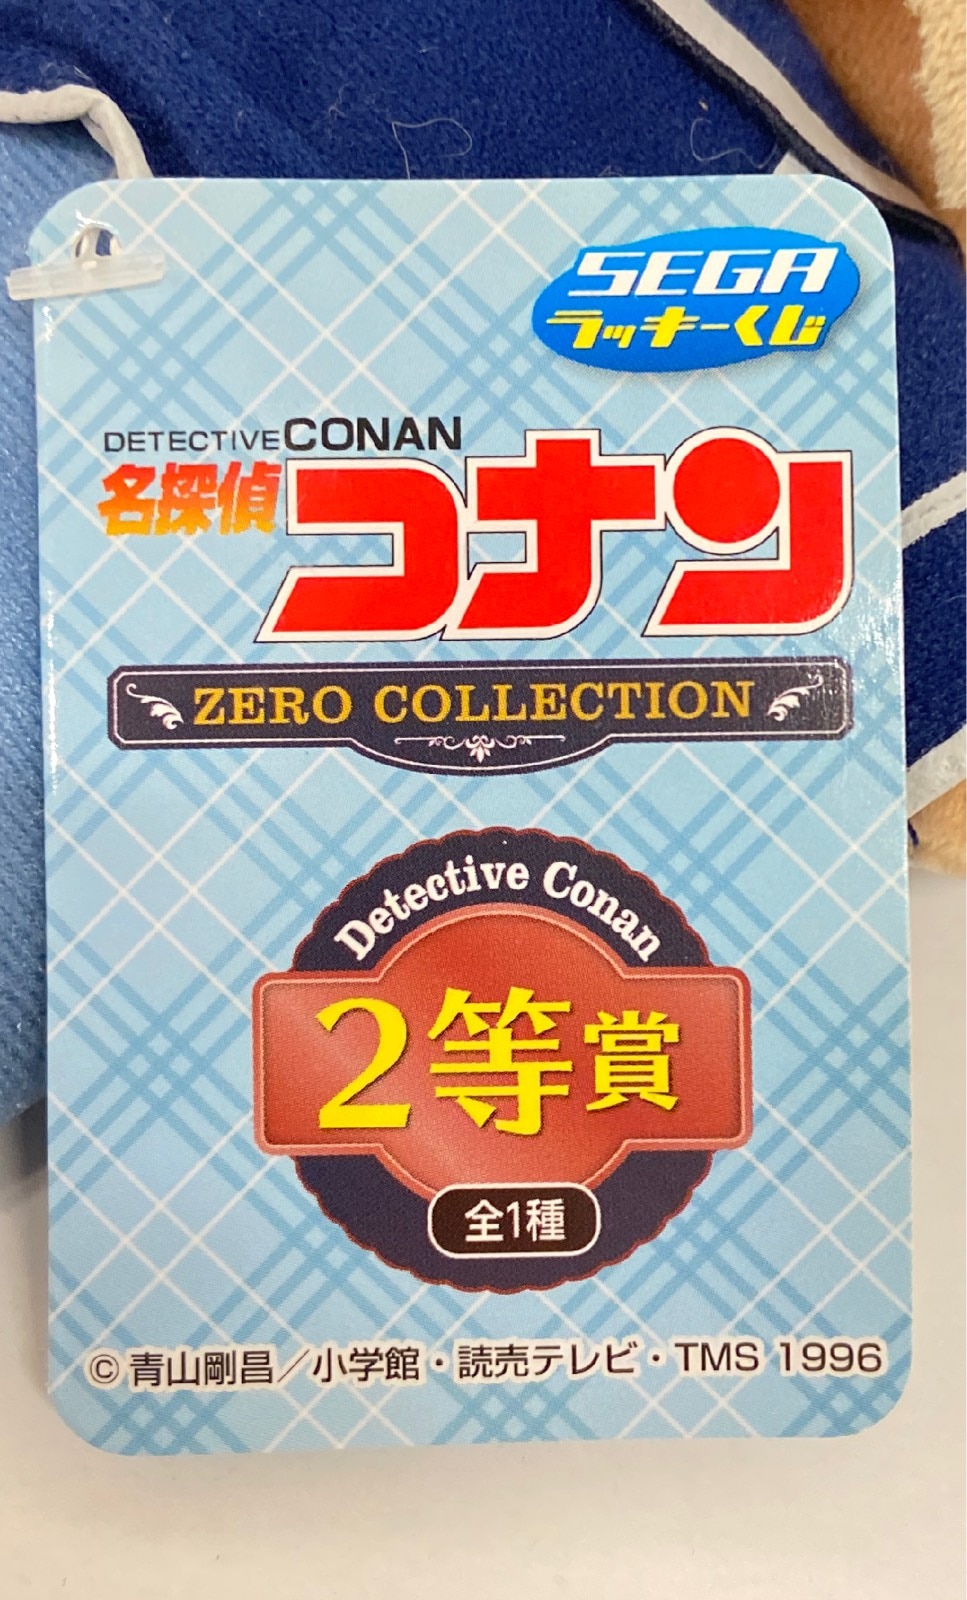 SEGA
ラッキーくじ
DETECTIVE CONAN
名探偵コナン
ZERO COLLECTION
Detective Conan
2等賞
全1種
© 青山剛昌／小学館・読売テレビ・TMS 1996